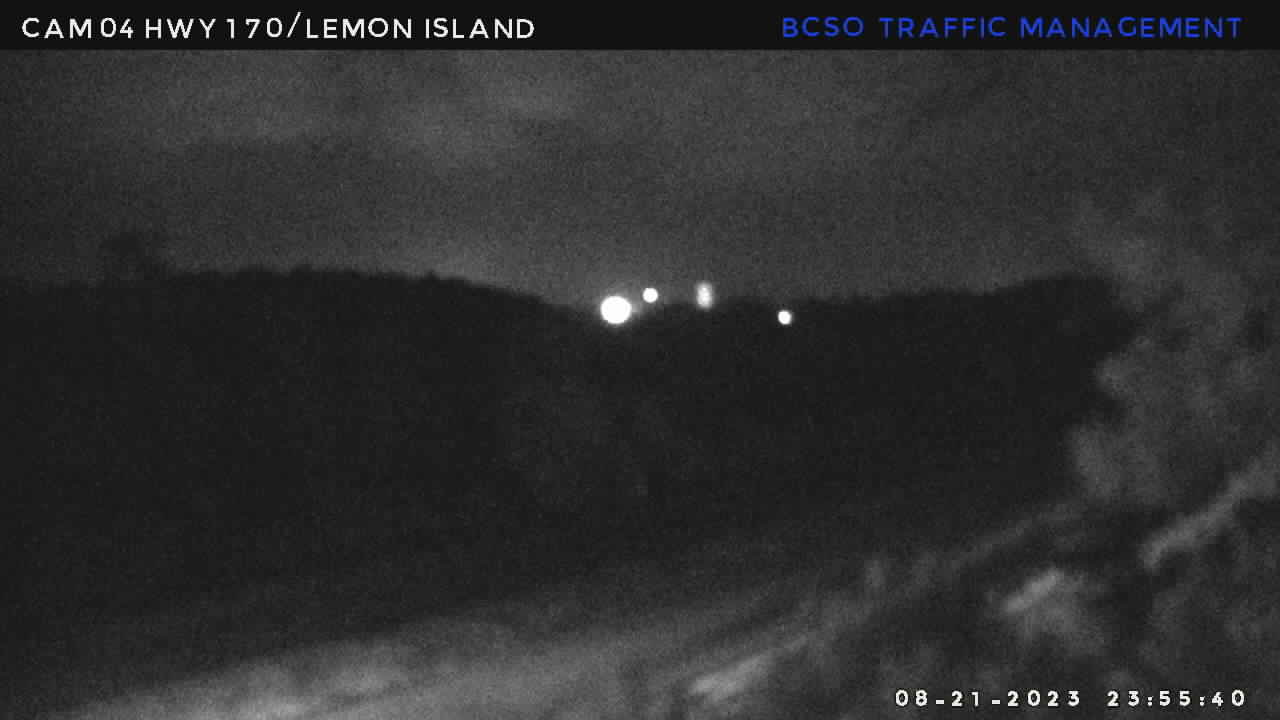 CAM 04 HWY 170/LEMON ISLAND
BCSO TRAFFIC MANAGEMENT
08-21-2023 23:55:40